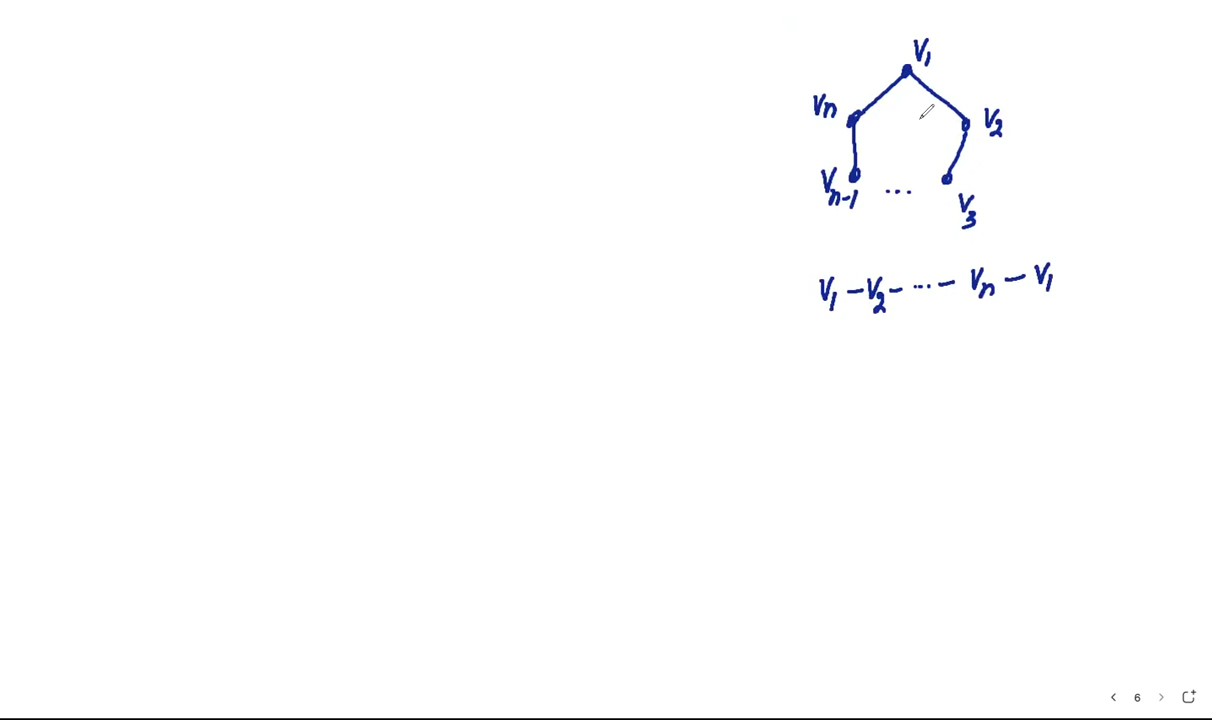 V1
Vn
V2
Vn-1
...
V3
V1 - V2 - ... - Vn - V1
6